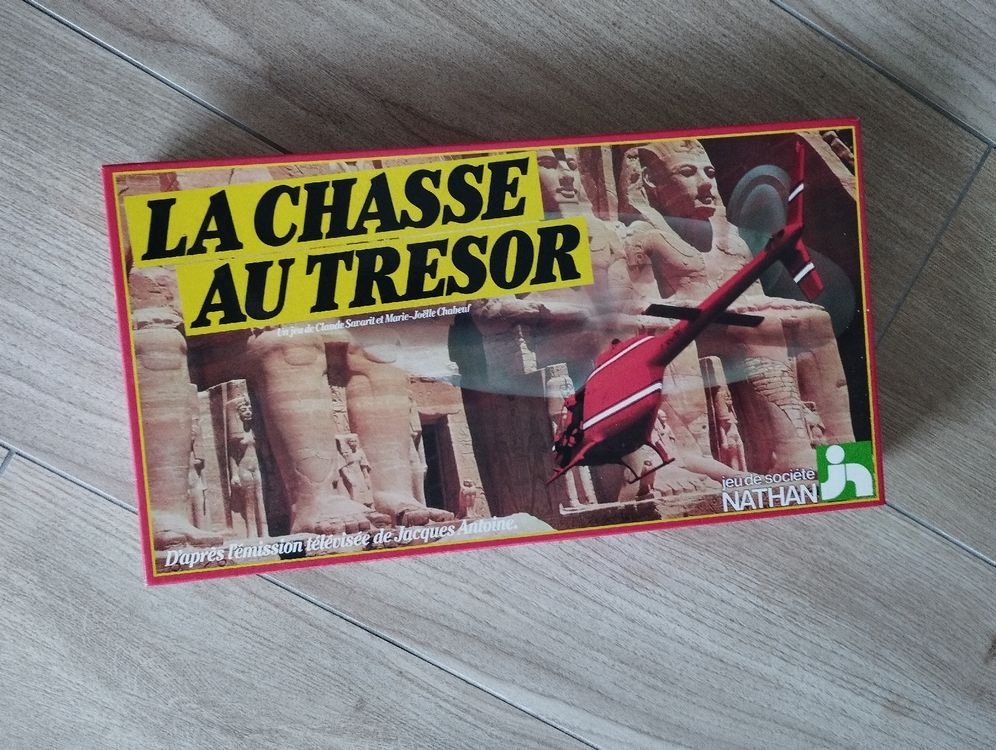 LA CHASSE
AU TRESOR
Un jeu de Claude Savarit et Marie-Joëlle Chabeuf
jeu de société
NATHAN
D'après l'émission télévisée de Jacques Antoine.